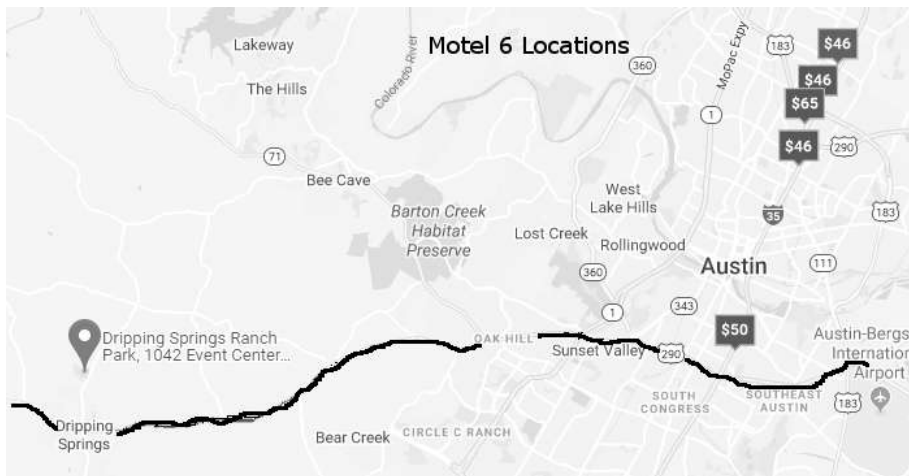 Motel 6 Locations
Lakeway
The Hills
Colorado River
360
MoPac Expy
183
$46
$46
$65
$46
1
290
71
Bee Cave
Barton Creek
Habitat
Preserve
West
Lake Hills
Lost Creek
Rollingwood
35
183
Austin
111
360
343
1
$50
Dripping Springs Ranch
Park, 1042 Event Center...
OAK HILL
Sunset Valley
290
Austin-Bergs
Internation
Airport
SOUTH
CONGRESS
SOUTHEAST
AUSTIN
183
Dripping
Springs
Bear Creek
CIRCLE C RANCH